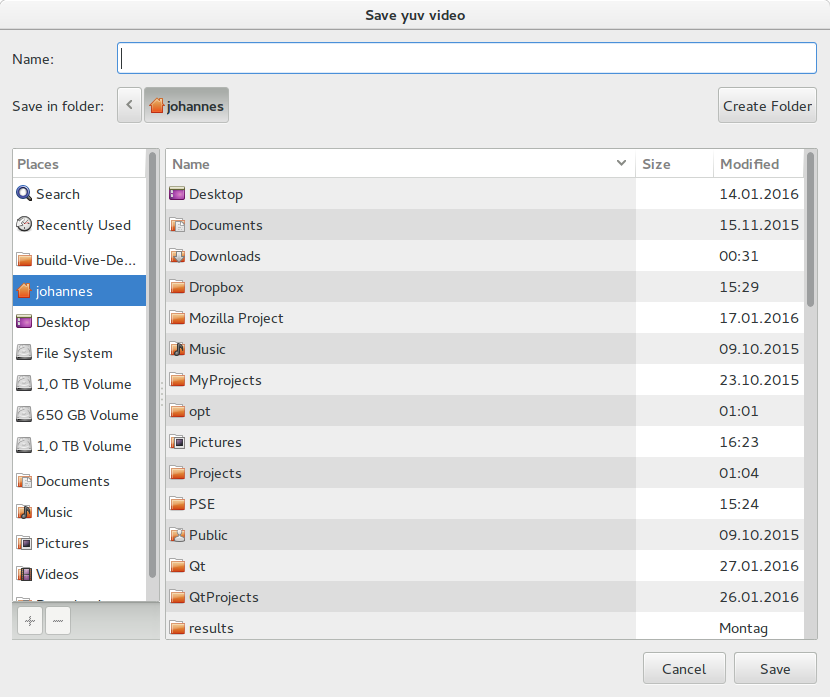 Save yuv video
Name:
Save in folder: johannes Create Folder
Places
Search
Recently Used
build-Vive-De...
johannes
Desktop
File System
1,0 TB Volume
650 GB Volume
1,0 TB Volume
Documents
Music
Pictures
Videos
Name Size Modified
Desktop 14.01.2016
Documents 15.11.2015
Downloads 00:31
Dropbox 15:29
Mozilla Project 17.01.2016
Music 09.10.2015
MyProjects 23.10.2015
opt 01:01
Pictures 16:23
Projects 01:04
PSE 15:24
Public 09.10.2015
Qt 27.01.2016
QtProjects 26.01.2016
results Montag
Cancel Save